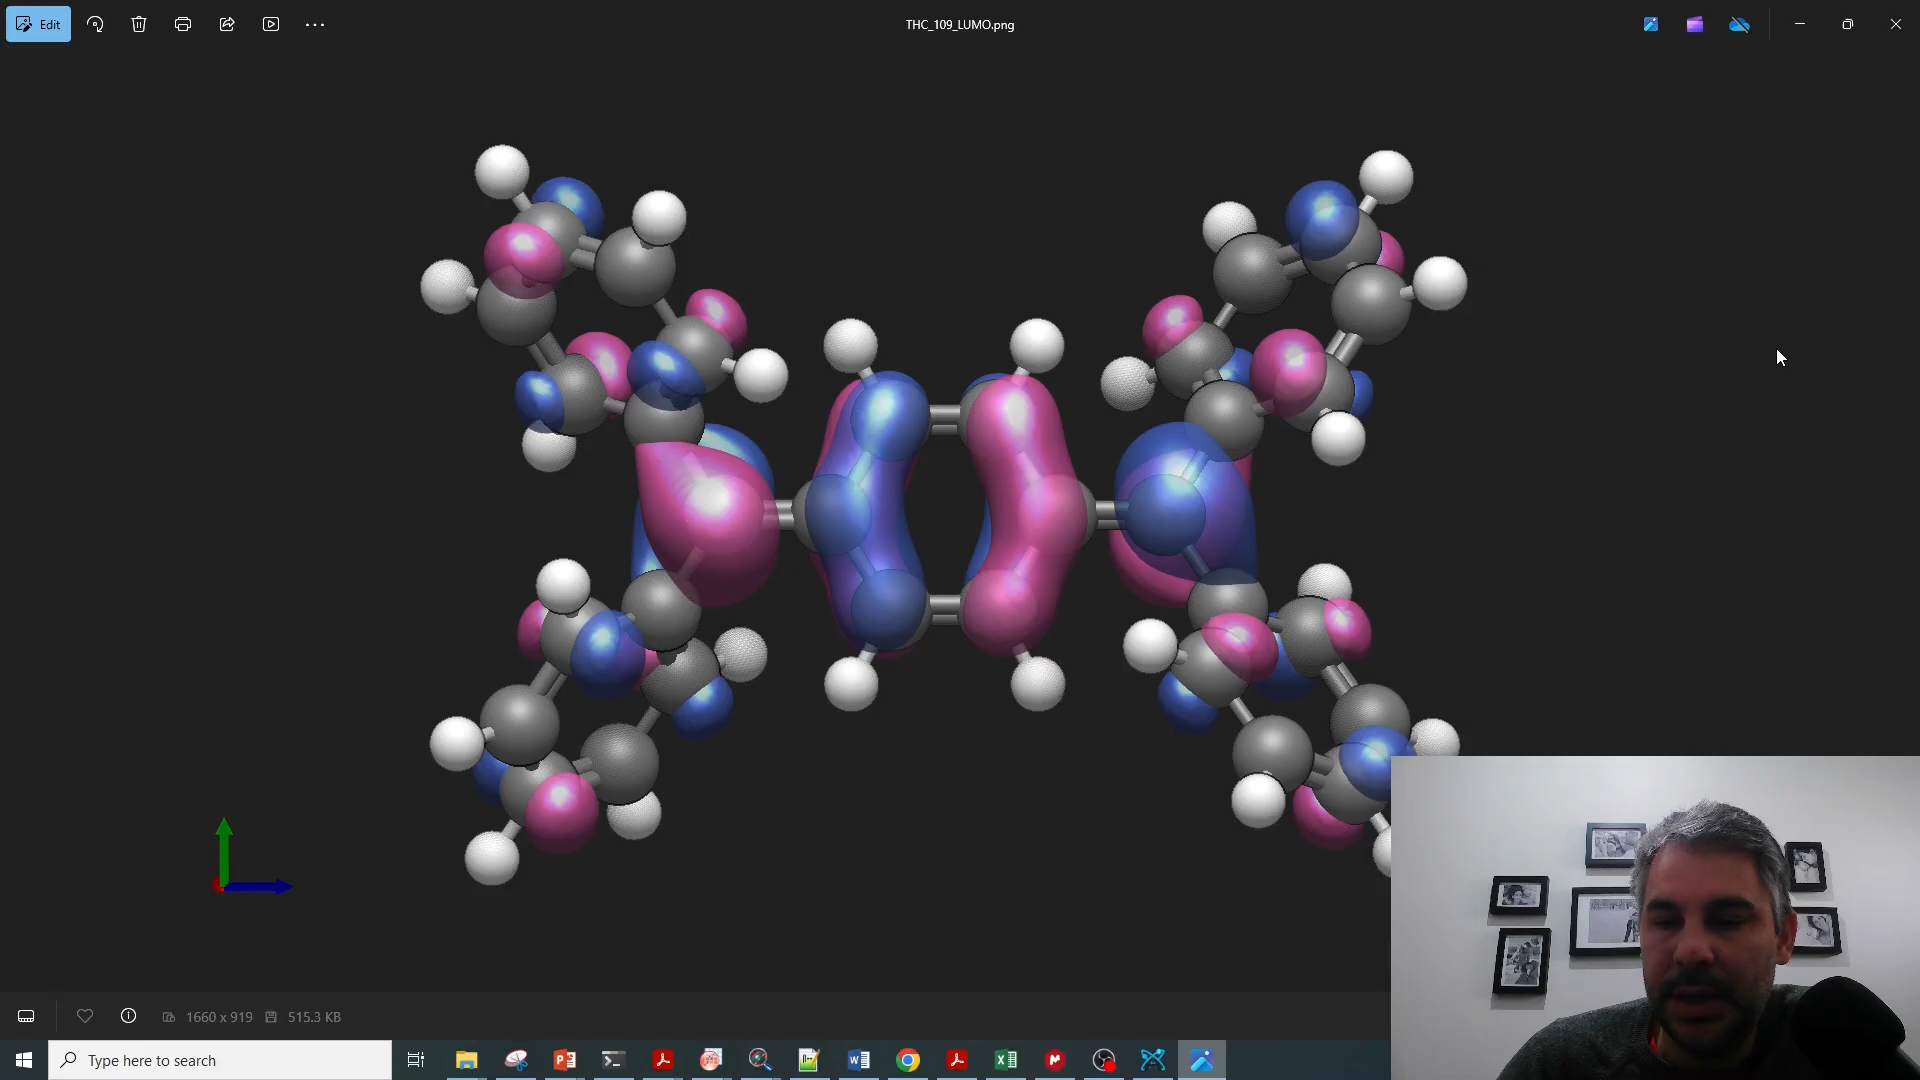 Edit
THC_109_LUMO.png
1660 x 919
515.3 KB
Type here to search